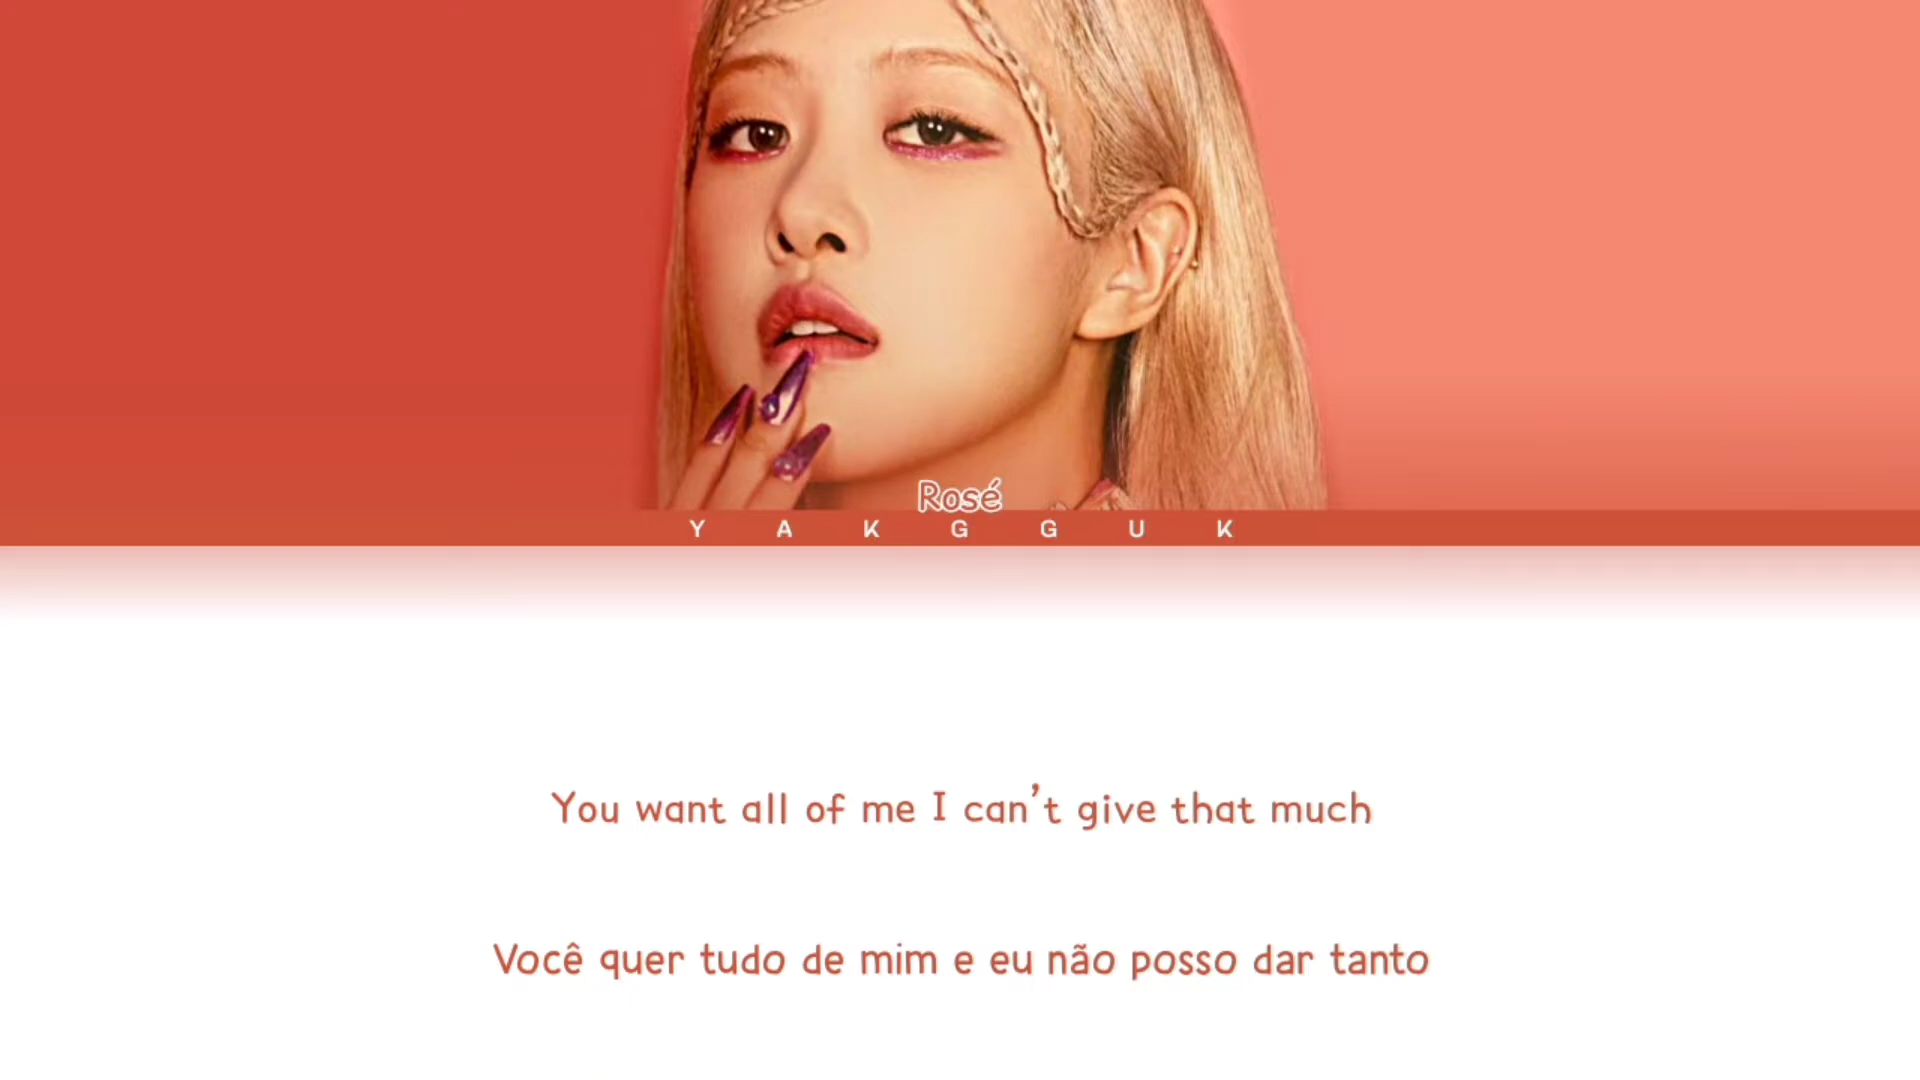 Rosé
YAKGGUK
You want all of me I can't give that much
Você quer tudo de mim e eu não posso dar tanto